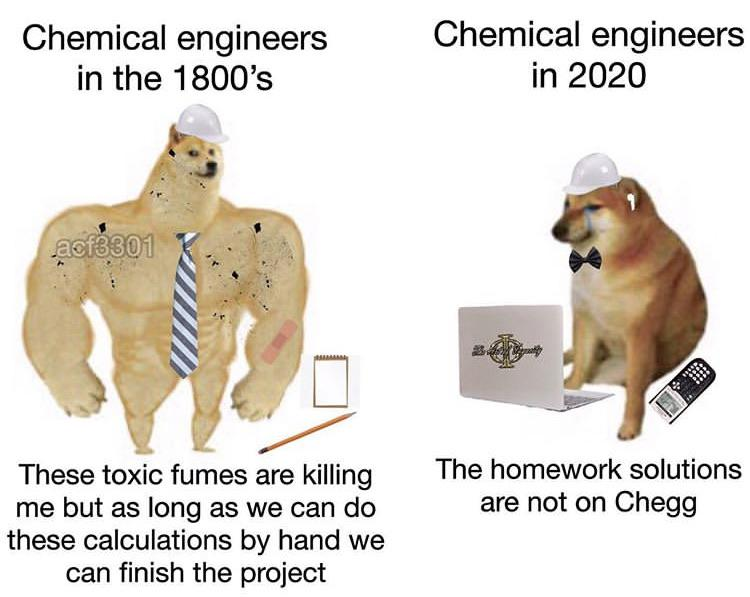 Chemical engineers
in the 1800's
Chemical engineers
in 2020
acf3301
These toxic fumes are killing
me but as long as we can do
these calculations by hand we
can finish the project
The homework solutions
are not on Chegg